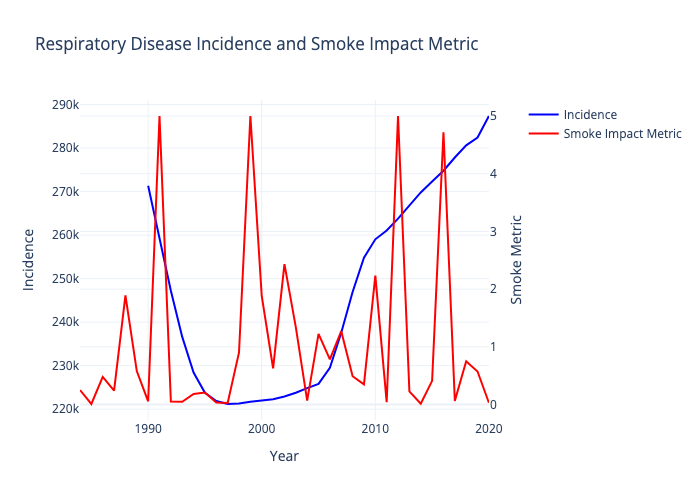 Respiratory Disease Incidence and Smoke Impact Metric
290k
280k
270k
260k
250k
240k
230k
220k
Incidence
5
4
3
2
1
0
Smoke Metric
1990
2000
2010
2020
Year
Incidence
Smoke Impact Metric